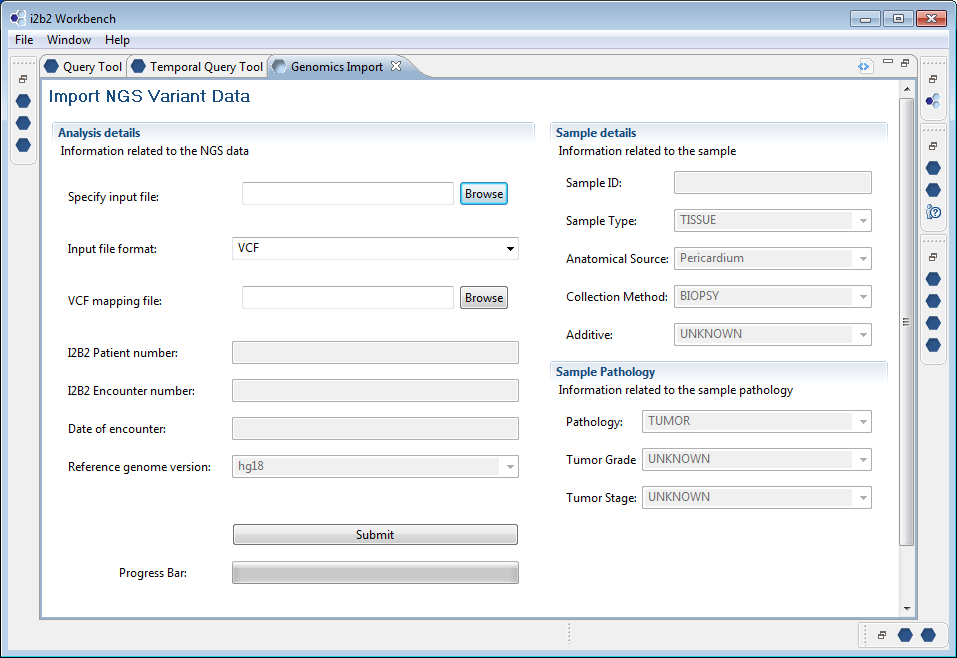 i2b2 Workbench
File Window Help
Query Tool Temporal Query Tool Genomics Import
Import NGS Variant Data
Analysis details
Information related to the NGS data
Specify input file: Browse
Input file format: VCF
VCF mapping file: Browse
I2B2 Patient number:
I2B2 Encounter number:
Date of encounter:
Reference genome version: hg18
Submit
Progress Bar:
Sample details
Information related to the sample
Sample ID:
Sample Type: TISSUE
Anatomical Source: Pericardium
Collection Method: BIOPSY
Additive: UNKNOWN
Sample Pathology
Information related to the sample pathology
Pathology: TUMOR
Tumor Grade UNKNOWN
Tumor Stage: UNKNOWN